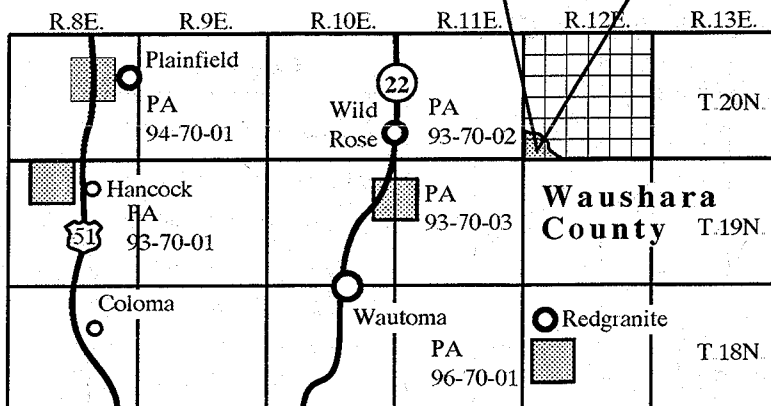 R.8E. R.9E. R.10E. R.11E. R.12E. R.13E.
Plainfield
PA
94-70-01
22
Wild
Rose
PA
93-70-02
T.20N.
Hancock
PA
93-70-01
51
PA
93-70-03
Waushara
County
T.19N.
Coloma
Wautoma
PA
96-70-01
Redgranite
T.18N.